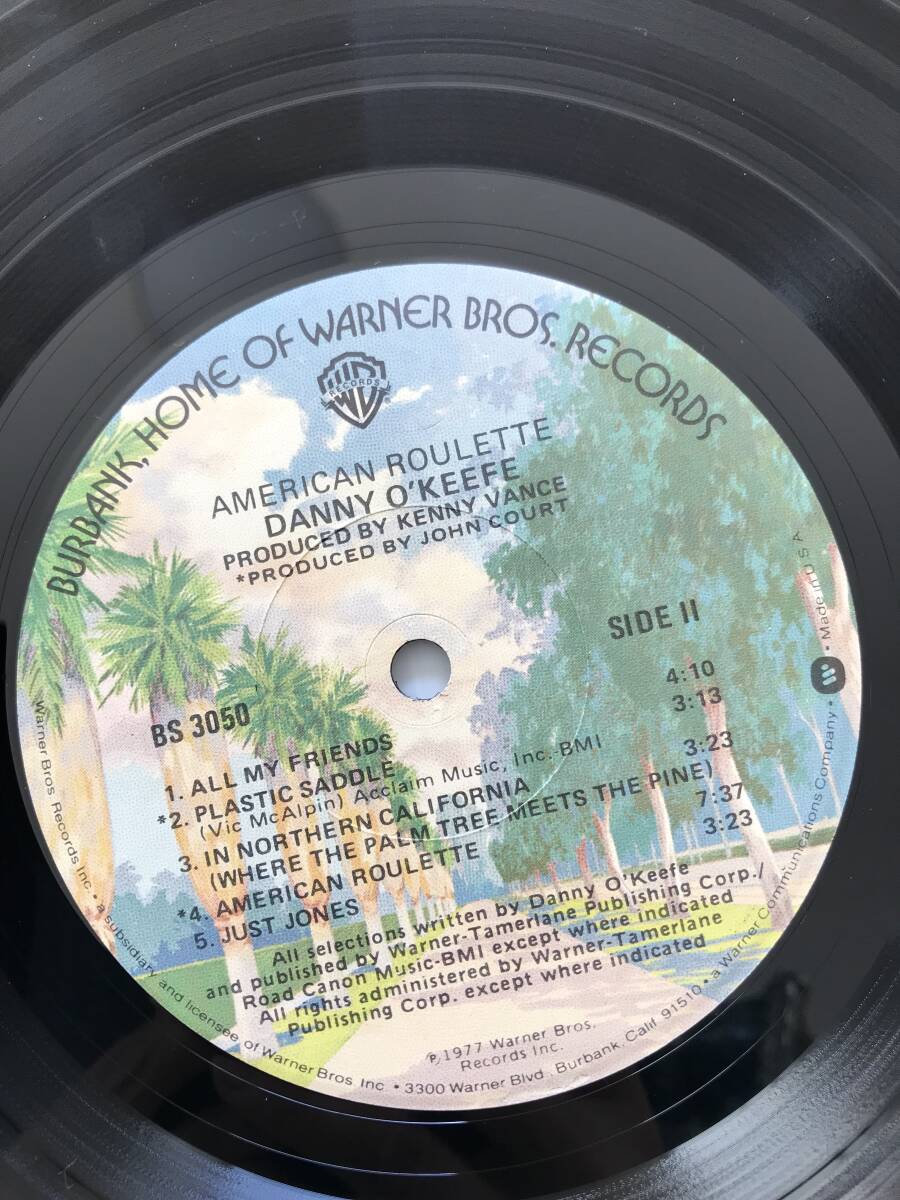 BURBANK, HOME OF WARNER BROS. RECORDS
RECORDS
AMERICAN ROULETTE
DANNY O'KEEFE
PRODUCED BY KENNY VANCE
*PRODUCED BY JOHN COURT
SIDE II
BS 3050
1. ALL MY FRIENDS 4:10
*2. PLASTIC SADDLE 3:13
(Vic McAlpin) Acclaim Music, Inc.-BMI
3. IN NORTHERN CALIFORNIA 3:23
(WHERE THE PALM TREE MEETS THE PINE)
*4. AMERICAN ROULETTE 7:37
5. JUST JONES 3:23
All selections written by Danny O'Keefe
and published by Warner-Tamerlane Publishing Corp./
Road Canon Music-BMI except where indicated
All rights administered by Warner-Tamerlane
Publishing Corp. except where indicated
℗1977 Warner Bros.
Records Inc.
Warner Bros Records Inc. • a subsidiary and licensee of Warner Bros. Inc. • 3300 Warner Blvd., Burbank, Calif. 91510 • a Warner Communications Company • Made in U S A